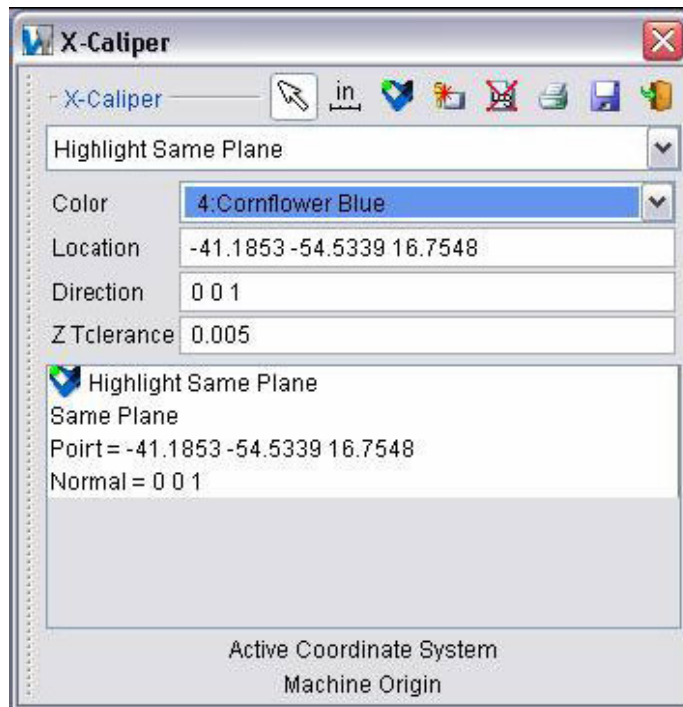 X-Caliper
X-Caliper
in
Highlight Same Plane
Color 4:Cornflower Blue
Location -41.1853 -54.5339 16.7548
Direction 0 0 1
Z Tclerance 0.005
Highlight Same Plane
Same Plane
Poirt = -41.1853 -54.5339 16.7548
Normal = 0 0 1
Active Coordinate System
Machine Origin